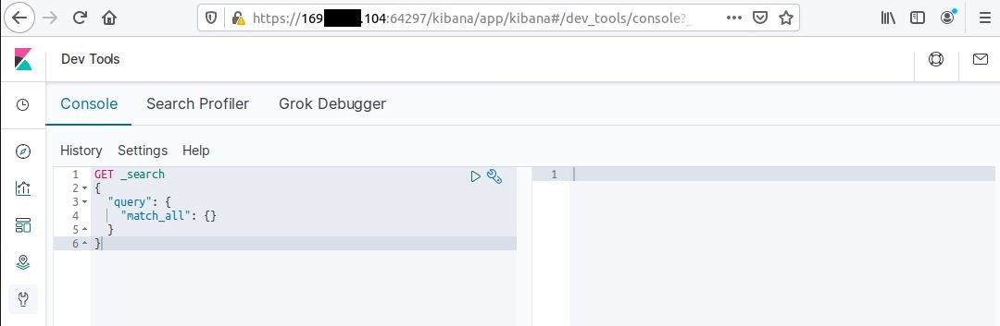 https://169 .104:64297/kibana/app/kibana#/dev_tools/console?_
Dev Tools
Console Search Profiler Grok Debugger
History Settings Help
1 GET _search
2 {
3 "query": {
4 "match_all": {}
5 }
6 }
1